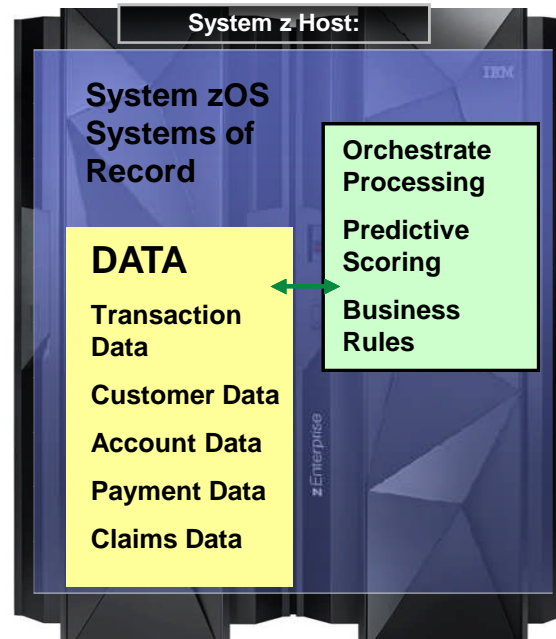 System z Host:
IBM
System zOS
Systems of
Record
DATA
Transaction
Data
Customer Data
Account Data
Payment Data
Claims Data
Orchestrate
Processing
Predictive
Scoring
Business
Rules
zEnterprise